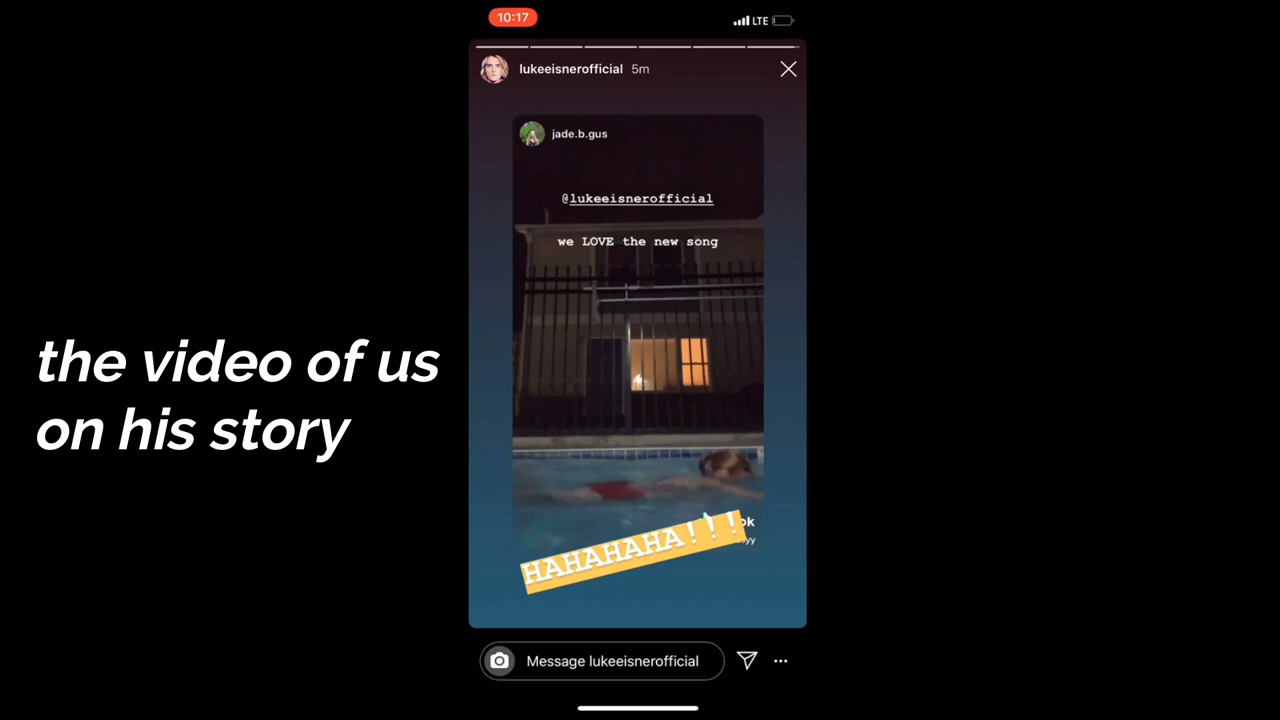 10:17
LTE
lukeeisnerofficial 5m
jade.b.gus
@lukeeisnerofficial
we LOVE the new song
the video of us
on his story
HAHAHAHA!!!
Message lukeeisnerofficial